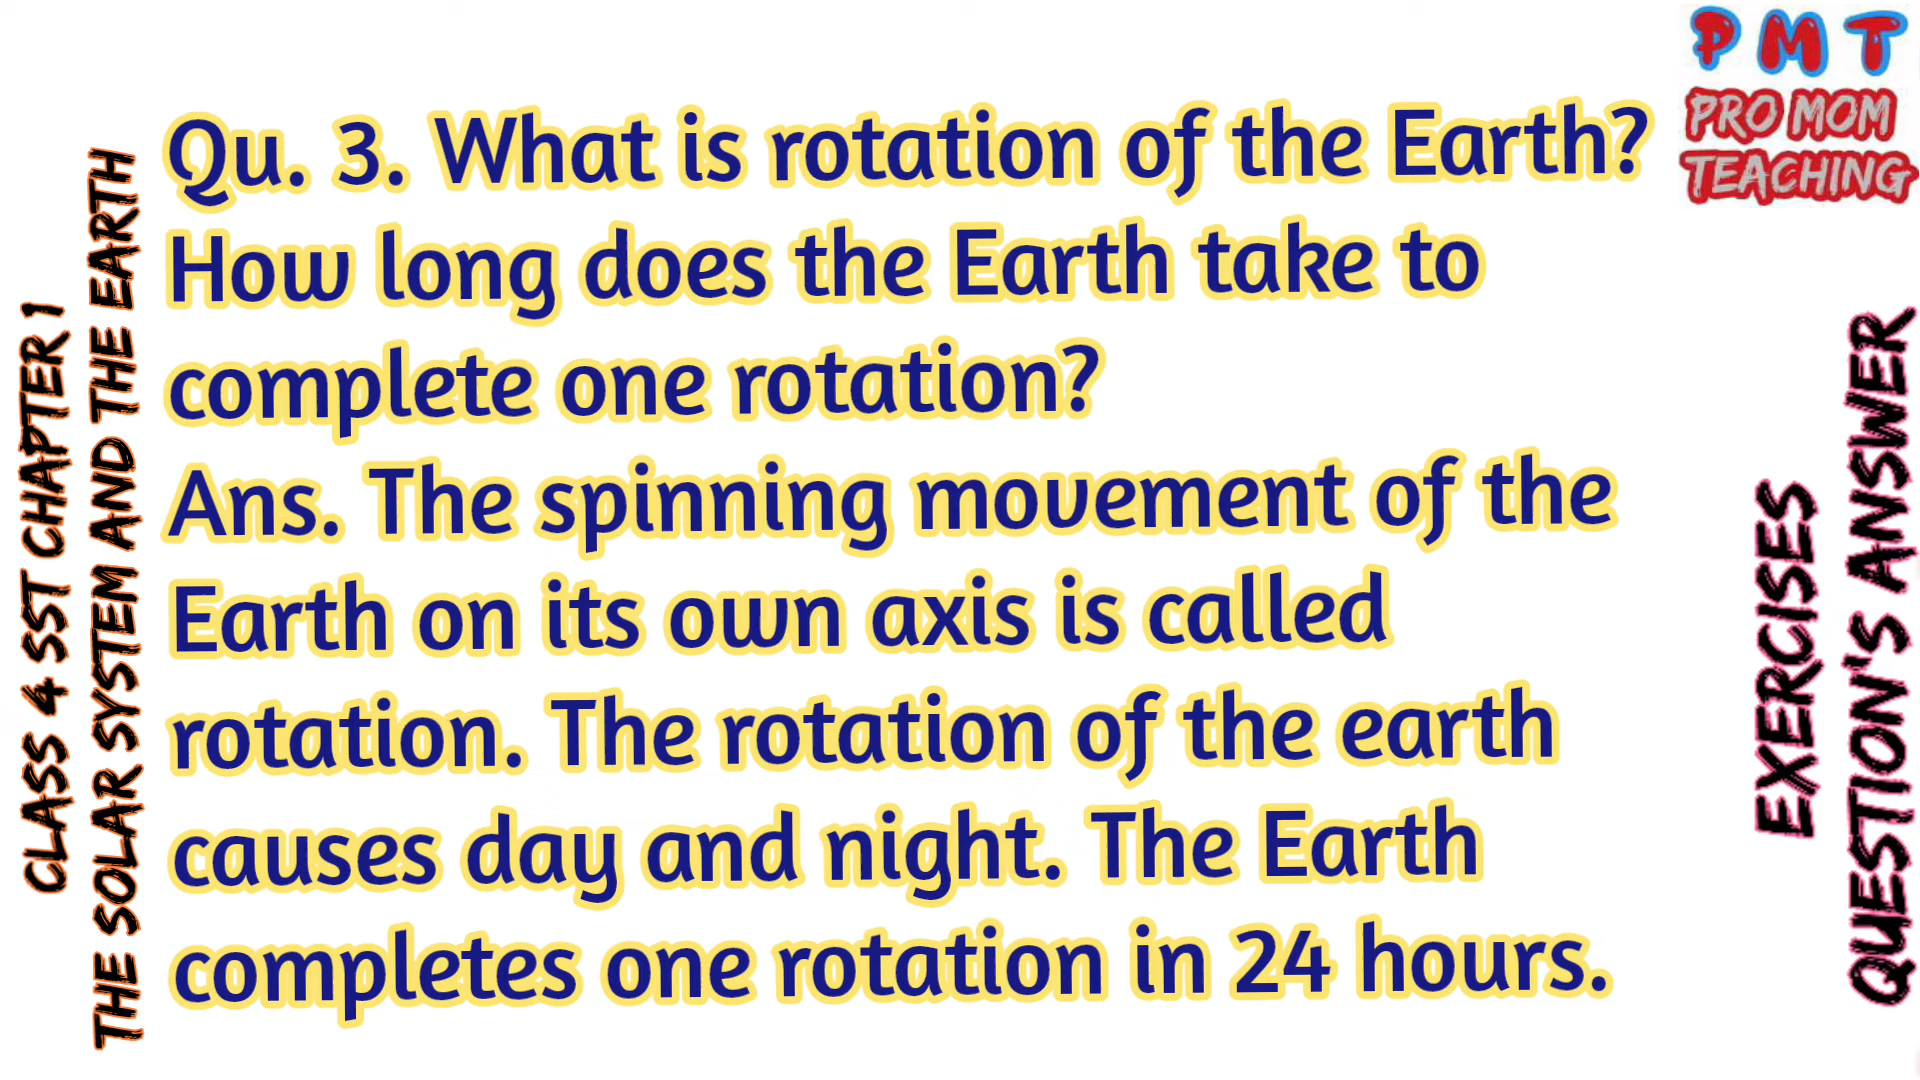 CLASS 4 SST CHAPTER 1
THE SOLAR SYSTEM AND THE EARTH
Qu. 3. What is rotation of the Earth?
How long does the Earth take to
complete one rotation?
Ans. The spinning movement of the
Earth on its own axis is called
rotation. The rotation of the earth
causes day and night. The Earth
completes one rotation in 24 hours.
PMT
PRO MOM
TEACHING
EXERCISES
QUESTION'S ANSWER